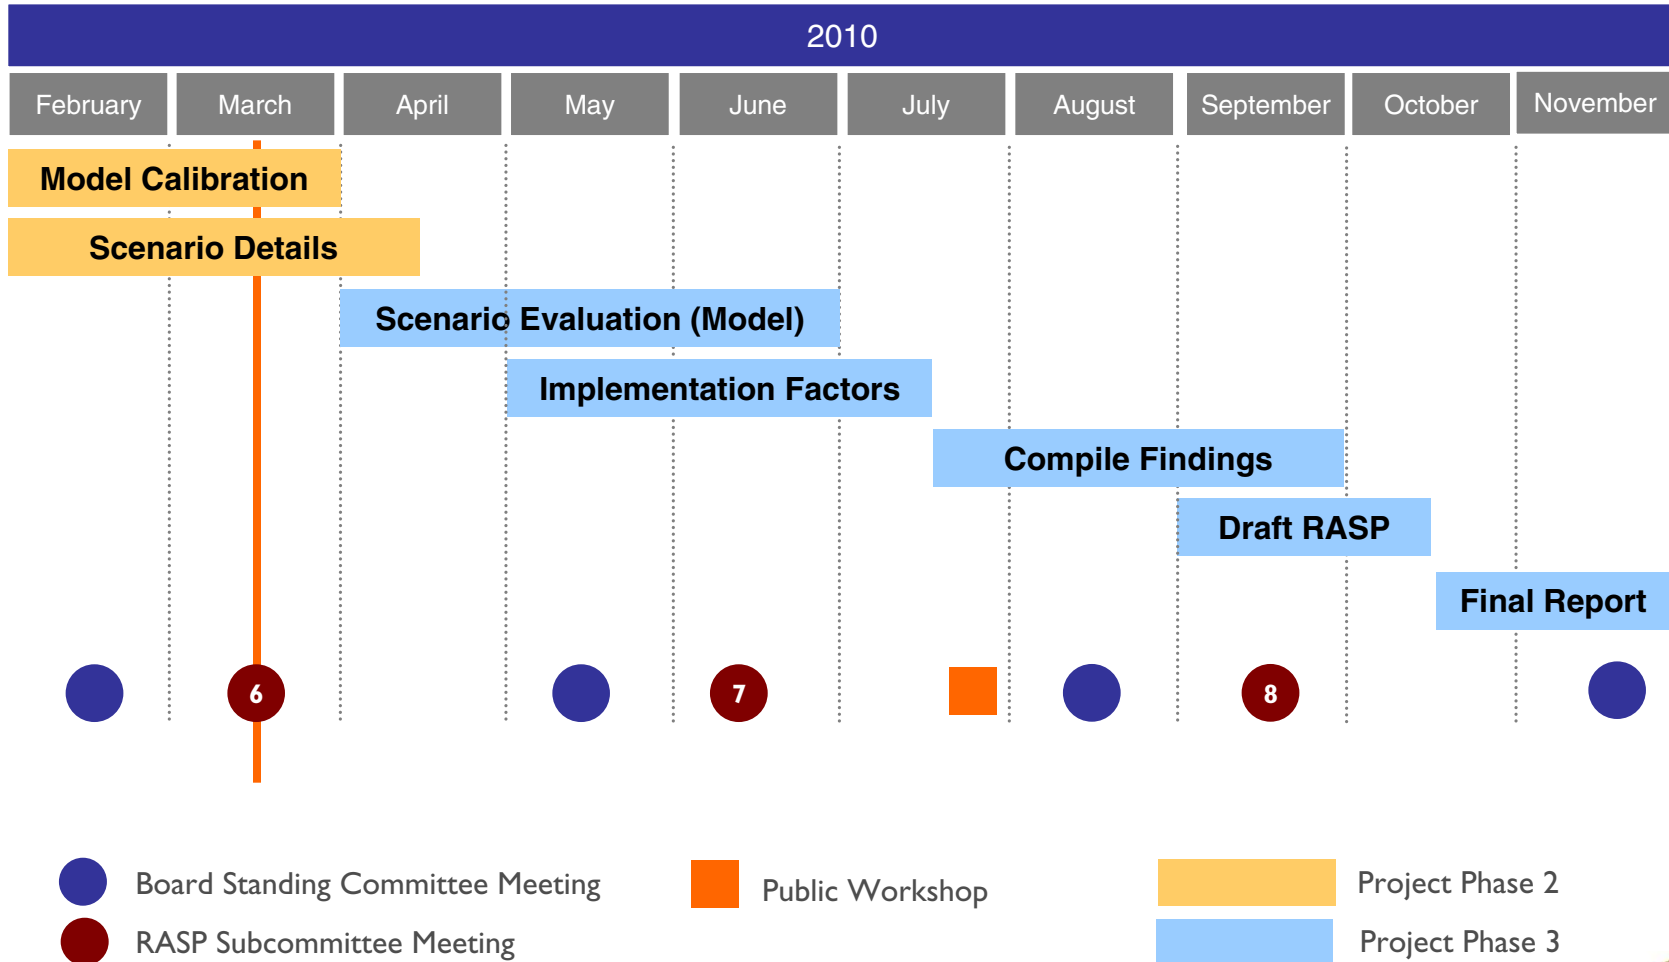 2010
February March April May June July August September October November
Model Calibration
Scenario Details
Scenario Evaluation (Model)
Implementation Factors
Compile Findings
Draft RASP
Final Report
6 7 8
Board Standing Committee Meeting
RASP Subcommittee Meeting
Public Workshop
Project Phase 2
Project Phase 3